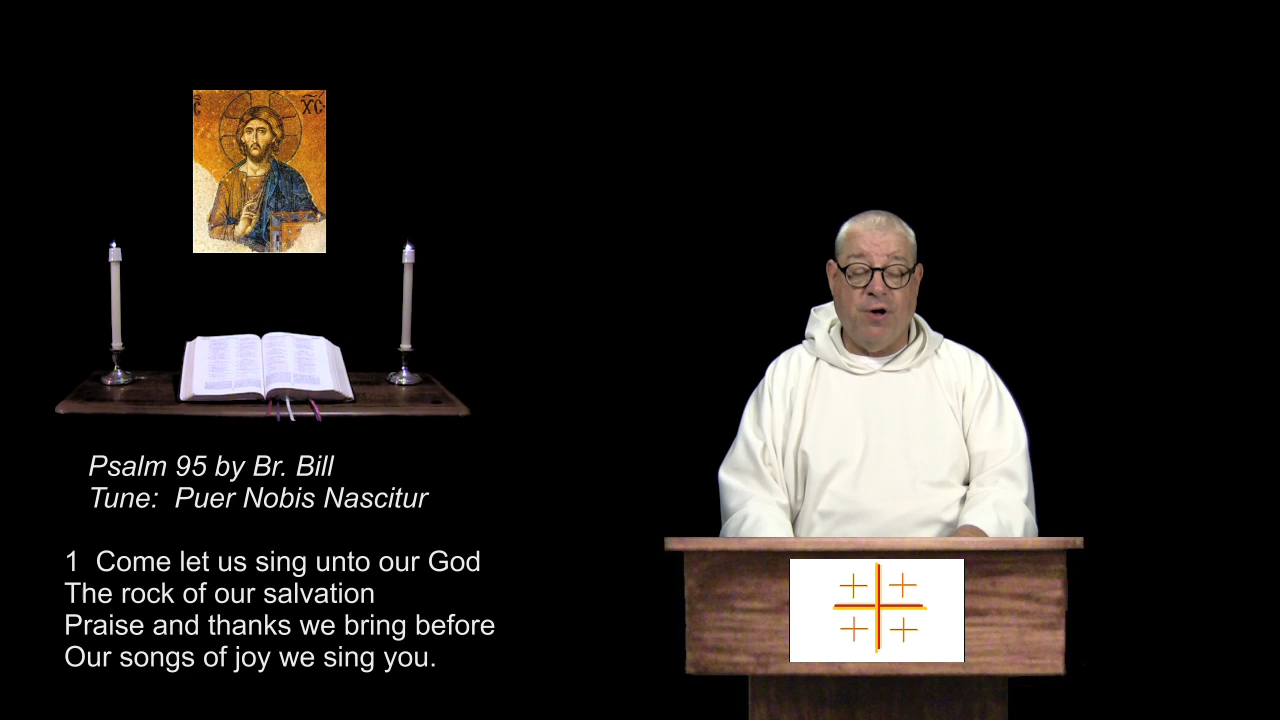 XC
Psalm 95 by Br. Bill
Tune:  Puer Nobis Nascitur
1  Come let us sing unto our God
The rock of our salvation
Praise and thanks we bring before
Our songs of joy we sing you.